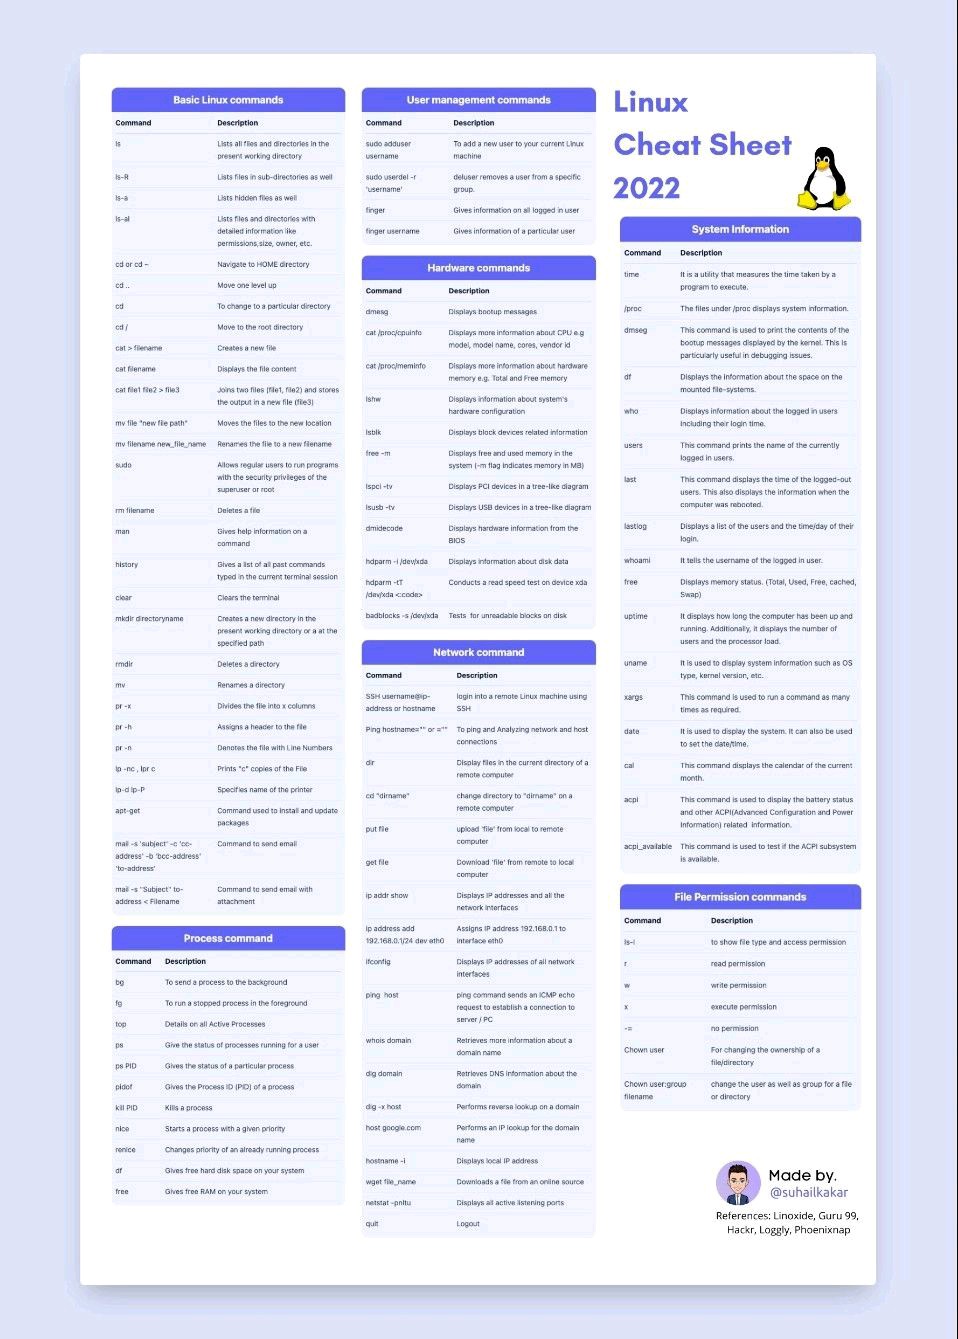 Basic Linux commands
Command Description
ls Lists all files and directories in the
present working directory
ls-R Lists files in sub-directories as well
ls-a Lists hidden files as well
ls-al Lists files and directories with
detailed information like
permissions,size, owner, etc.
cd or cd ~ Navigate to HOME directory
cd .. Move one level up
cd To change to a particular directory
cd / Move to the root directory
cat > filename Creates a new file
cat filename Displays the file content
cat file1 file2 > file3 Joins two files (file1, file2) and stores
the output in a new file (file3)
mv file "new file path" Moves the files to the new location
mv filename new_file_name Renames the file to a new filename
sudo Allows regular users to run programs
with the security privileges of the
superuser or root
rm filename Deletes a file
man Gives help information on a
command
history Gives a list of all past commands
typed in the current terminal session
clear Clears the terminal
mkdir directoryname Creates a new directory in the
present working directory or a at the
specified path
rmdir Deletes a directory
mv Renames a directory
pr -x Divides the file into x columns
pr -h Assigns a header to the file
pr -n Denotes the file with Line Numbers
lp -nc , lpr c Prints "c" copies of the File
lp-d lp-P Specifies name of the printer
apt-get Command used to install and update
packages
mail -s 'subject' -c 'cc- Command to send email
address' -b 'bcc-address'
'to-address'
mail -s "Subject" to- Command to send email with
address < Filename attachment
Process command
Command Description
bg To send a process to the background
fg To run a stopped process in the foreground
top Details on all Active Processes
ps Give the status of processes running for a user
ps PID Gives the status of a particular process
pidof Gives the Process ID (PID) of a process
kill PID Kills a process
nice Starts a process with a given priority
renice Changes priority of an already running process
df Gives free hard disk space on your system
free Gives free RAM on your system
User management commands
Command Description
sudo adduser To add a new user to your current Linux
username machine
sudo userdel -r deluser removes a user from a specific
'username' group.
finger Gives information on all logged in user
finger username Gives information of a particular user
Hardware commands
Command Description
dmesg Displays bootup messages
cat /proc/cpuinfo Displays more information about CPU e.g
model, model name, cores, vendor id
cat /proc/meminfo Displays more information about hardware
memory e.g. Total and Free memory
lshw Displays information about system's
hardware configuration
lsblk Displays block devices related information
free -m Displays free and used memory in the
system (-m flag indicates memory in MB)
lspci -tv Displays PCI devices in a tree-like diagram
lsusb -tv Displays USB devices in a tree-like diagram
dmidecode Displays hardware information from the
BIOS
hdparm -i /dev/xda Displays information about disk data
hdparm -tT Conducts a read speed test on device xda
/dev/xda <:code>
badblocks -s /dev/xda Tests for unreadable blocks on disk
Network command
Command Description
SSH username@ip- login into a remote Linux machine using
address or hostname SSH
Ping hostname="" or ="" To ping and Analyzing network and host
connections
dir Display files in the current directory of a
remote computer
cd "dirname" change directory to "dirname" on a
remote computer
put file upload 'file' from local to remote
computer
get file Download 'file' from remote to local
computer
ip addr show Displays IP addresses and all the
network interfaces
ip address add Assigns IP address 192.168.0.1 to
192.168.0.1/24 dev eth0 interface eth0
ifconfig Displays IP addresses of all network
interfaces
ping host ping command sends an ICMP echo
request to establish a connection to
server / PC
whois domain Retrieves more information about a
domain name
dig domain Retrieves DNS information about the
domain
dig -x host Performs reverse lookup on a domain
host google.com Performs an IP lookup for the domain
name
hostname -i Displays local IP address
wget file_name Downloads a file from an online source
netstat -pnltu Displays all active listening ports
quit Logout
Linux
Cheat Sheet
2022
System Information
Command Description
time It is a utility that measures the time taken by a
program to execute.
/proc The files under /proc displays system information.
dmseg This command is used to print the contents of the
bootup messages displayed by the kernel. This is
particularly useful in debugging issues.
df Displays the information about the space on the
mounted file-systems.
who Displays information about the logged in users
including their login time.
users This command prints the name of the currently
logged in users.
last This command displays the time of the logged-out
users. This also displays the information when the
computer was rebooted.
lastlog Displays a list of the users and the time/day of their
login.
whoami It tells the username of the logged in user.
free Displays memory status. (Total, Used, Free, cached,
Swap)
uptime It displays how long the computer has been up and
running. Additionally, it displays the number of
users and the processor load.
uname It is used to display system information such as OS
type, kernel version, etc.
xargs This command is used to run a command as many
times as required.
date It is used to display the system. It can also be used
to set the date/time.
cal This command displays the calendar of the current
month.
acpi This command is used to display the battery status
and other ACPI(Advanced Configuration and Power
Information) related information.
acpi_available This command is used to test if the ACPI subsystem
is available.
File Permission commands
Command Description
ls-l to show file type and access permission
r read permission
w write permission
x execute permission
-= no permission
Chown user For changing the ownership of a
file/directory
Chown user:group change the user as well as group for a file
filename or directory
Made by.
@suhailkakar
References: Linoxide, Guru 99,
Hackr, Loggly, Phoenixnap